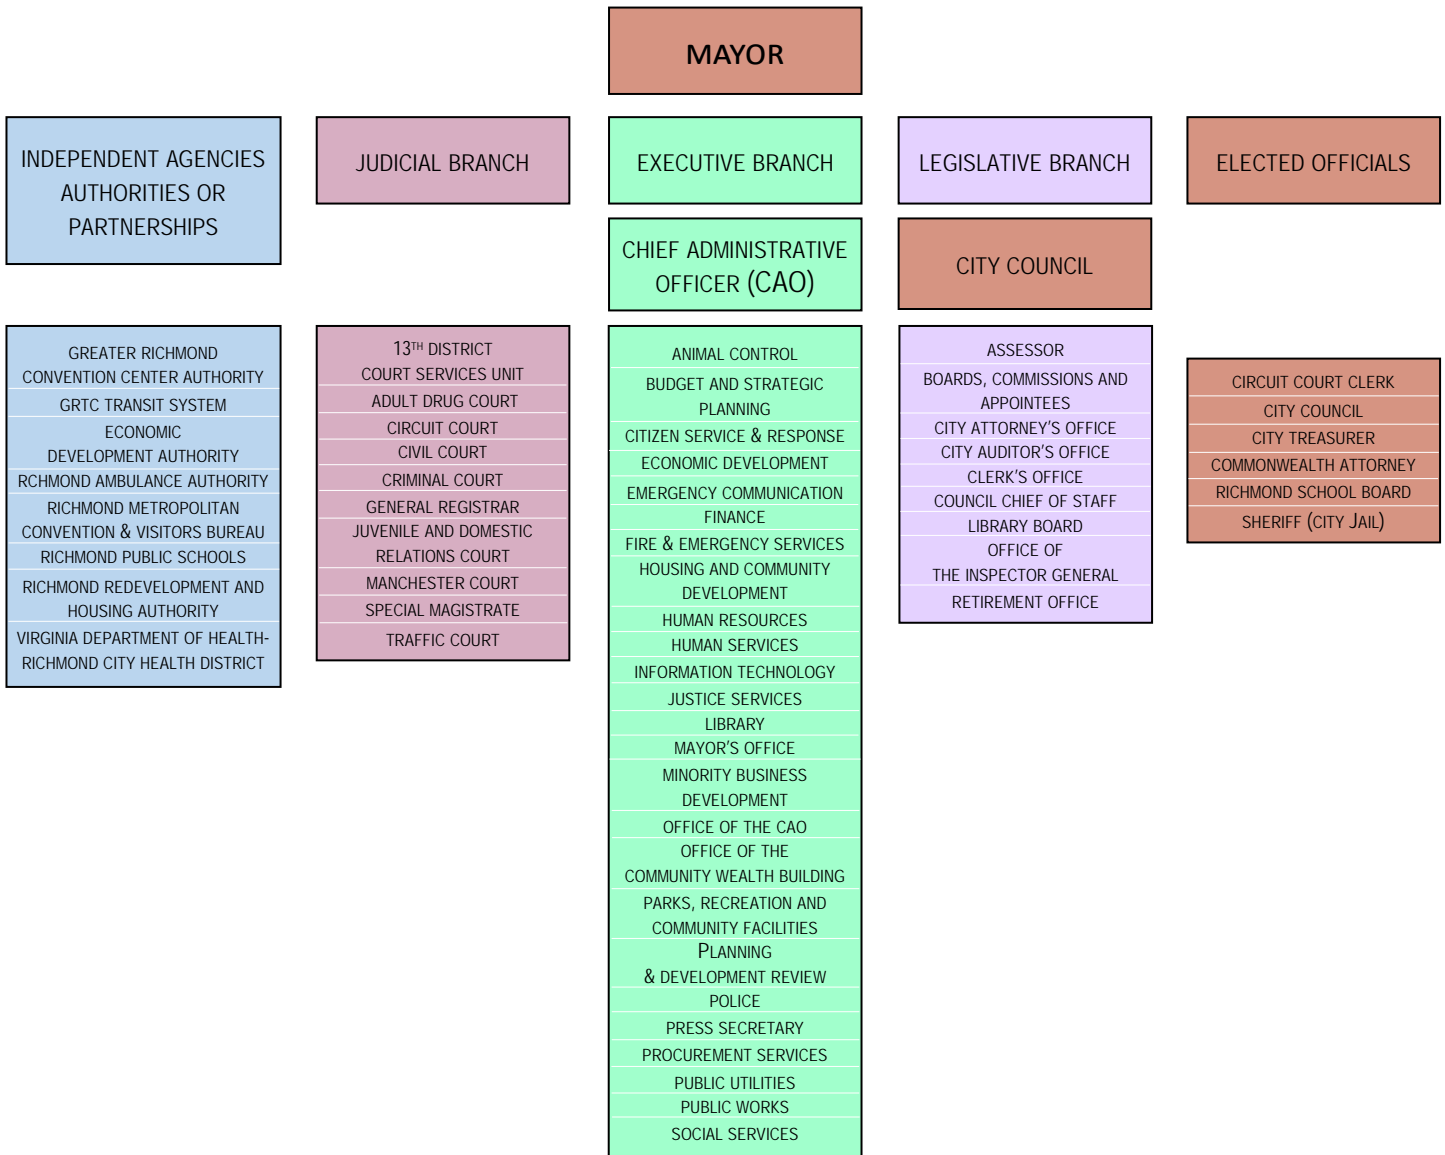 MAYOR
INDEPENDENT AGENCIES
AUTHORITIES OR
PARTNERSHIPS
JUDICIAL BRANCH
EXECUTIVE BRANCH
LEGISLATIVE BRANCH
ELECTED OFFICIALS
CHIEF ADMINISTRATIVE
OFFICER (CAO)
CITY COUNCIL
GREATER RICHMOND
CONVENTION CENTER AUTHORITY
GRTC TRANSIT SYSTEM
ECONOMIC
DEVELOPMENT AUTHORITY
RCHMOND AMBULANCE AUTHORITY
RICHMOND METROPOLITAN
CONVENTION & VISITORS BUREAU
RICHMOND PUBLIC SCHOOLS
RICHMOND REDEVELOPMENT AND
HOUSING AUTHORITY
VIRGINIA DEPARTMENT OF HEALTH-
RICHMOND CITY HEALTH DISTRICT
13TH DISTRICT
COURT SERVICES UNIT
ADULT DRUG COURT
CIRCUIT COURT
CIVIL COURT
CRIMINAL COURT
GENERAL REGISTRAR
JUVENILE AND DOMESTIC
RELATIONS COURT
MANCHESTER COURT
SPECIAL MAGISTRATE
TRAFFIC COURT
ANIMAL CONTROL
BUDGET AND STRATEGIC
PLANNING
CITIZEN SERVICE & RESPONSE
ECONOMIC DEVELOPMENT
EMERGENCY COMMUNICATION
FINANCE
FIRE & EMERGENCY SERVICES
HOUSING AND COMMUNITY
DEVELOPMENT
HUMAN RESOURCES
HUMAN SERVICES
INFORMATION TECHNOLOGY
JUSTICE SERVICES
LIBRARY
MAYOR'S OFFICE
MINORITY BUSINESS
DEVELOPMENT
OFFICE OF THE CAO
OFFICE OF THE
COMMUNITY WEALTH BUILDING
PARKS, RECREATION AND
COMMUNITY FACILITIES
PLANNING
& DEVELOPMENT REVIEW
POLICE
PRESS SECRETARY
PROCUREMENT SERVICES
PUBLIC UTILITIES
PUBLIC WORKS
SOCIAL SERVICES
ASSESSOR
BOARDS, COMMISSIONS AND
APPOINTEES
CITY ATTORNEY'S OFFICE
CITY AUDITOR'S OFFICE
CLERK'S OFFICE
COUNCIL CHIEF OF STAFF
LIBRARY BOARD
OFFICE OF
THE INSPECTOR GENERAL
RETIREMENT OFFICE
CIRCUIT COURT CLERK
CITY COUNCIL
CITY TREASURER
COMMONWEALTH ATTORNEY
RICHMOND SCHOOL BOARD
SHERIFF (CITY JAIL)